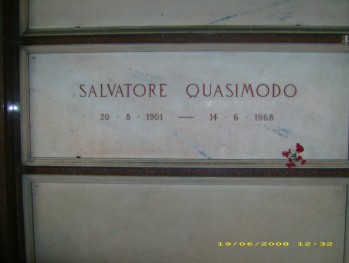 SALVATORE QUASIMODO
20 · 8 · 1901 — 14 · 6 · 1968
19/06/2008 12:32